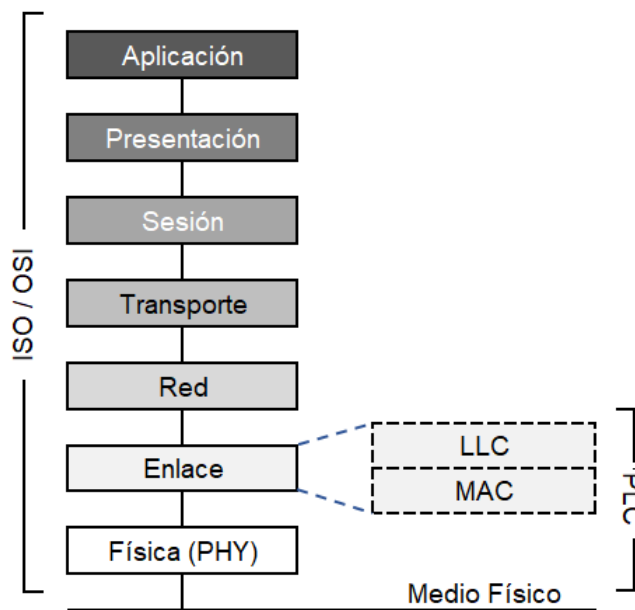 ISO / OSI
Aplicación
Presentación
Sesión
Transporte
Red
Enlace
Física (PHY)
LLC
MAC
PLC
Medio Físico